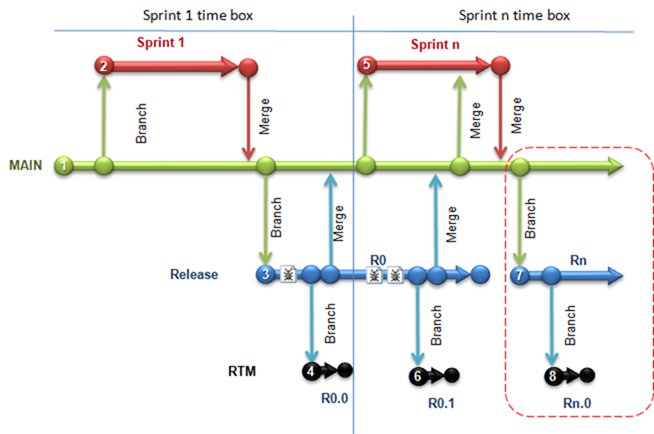 Sprint 1 time box
Sprint n time box
Sprint 1
Sprint n
2
5
Branch
Merge
Merge
Merge
MAIN
1
Branch
Merge
Merge
Branch
Release
3
R0
7
Rn
Branch
Branch
Branch
RTM
4
6
8
R0.0
R0.1
Rn.0